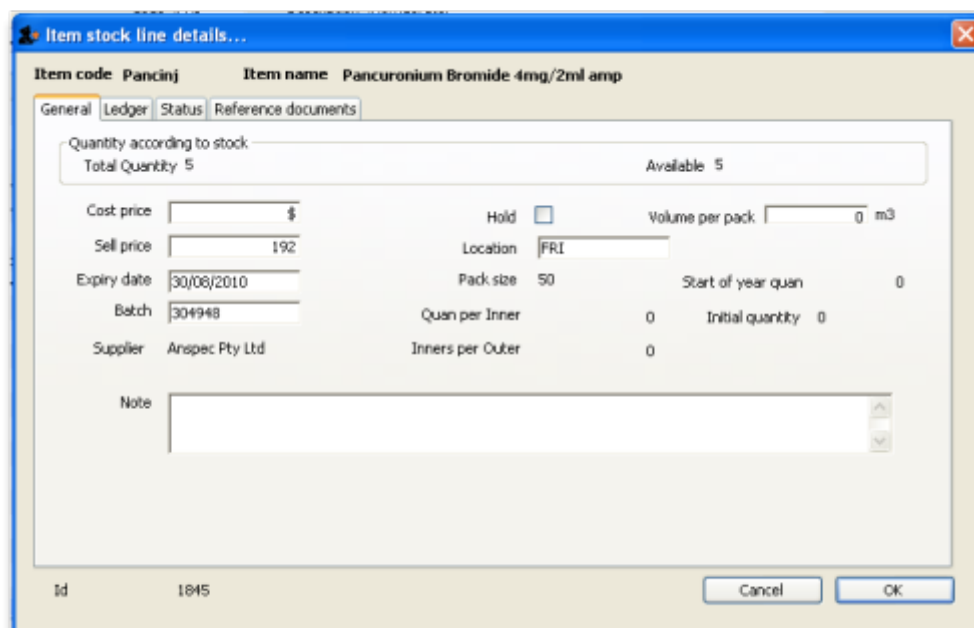 Item stock line details...
Item code Pancinj Item name Pancuronium Bromide 4mg/2ml amp
General Ledger Status Reference documents
Quantity according to stock
Total Quantity 5 Available 5
Cost price $ Hold Volume per pack 0 m3
Sell price 192 Location FRI
Expiry date 30/08/2010 Pack size 50 Start of year quan 0
Batch 304948 Quan per Inner 0 Initial quantity 0
Supplier Anspec Pty Ltd Inners per Outer 0
Note
Id 1845 Cancel OK